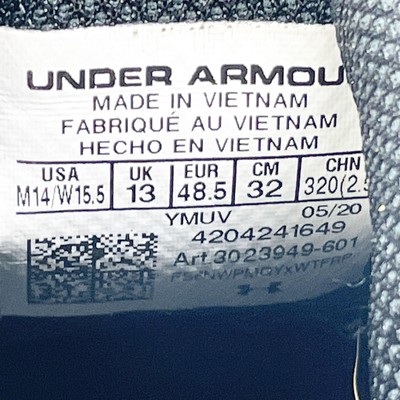 UNDER ARMOU
MADE IN VIETNAM
FABRIQUÉ AU VIETNAM
HECHO EN VIETNAM
USA UK EUR CM CHN
M14/W15.5 13 48.5 32 320(2.5
YMUV 05/20
4204241649
Art 3023949-601